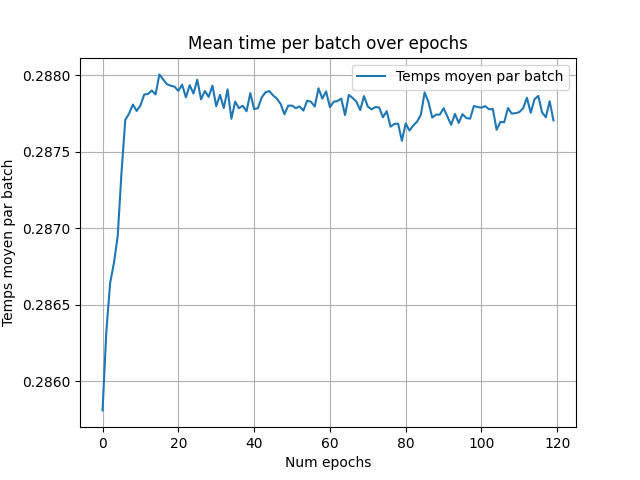 Mean time per batch over epochs
Temps moyen par batch
Temps moyen par batch
0.2880
0.2875
0.2870
0.2865
0.2860
0 20 40 60 80 100 120
Num epochs